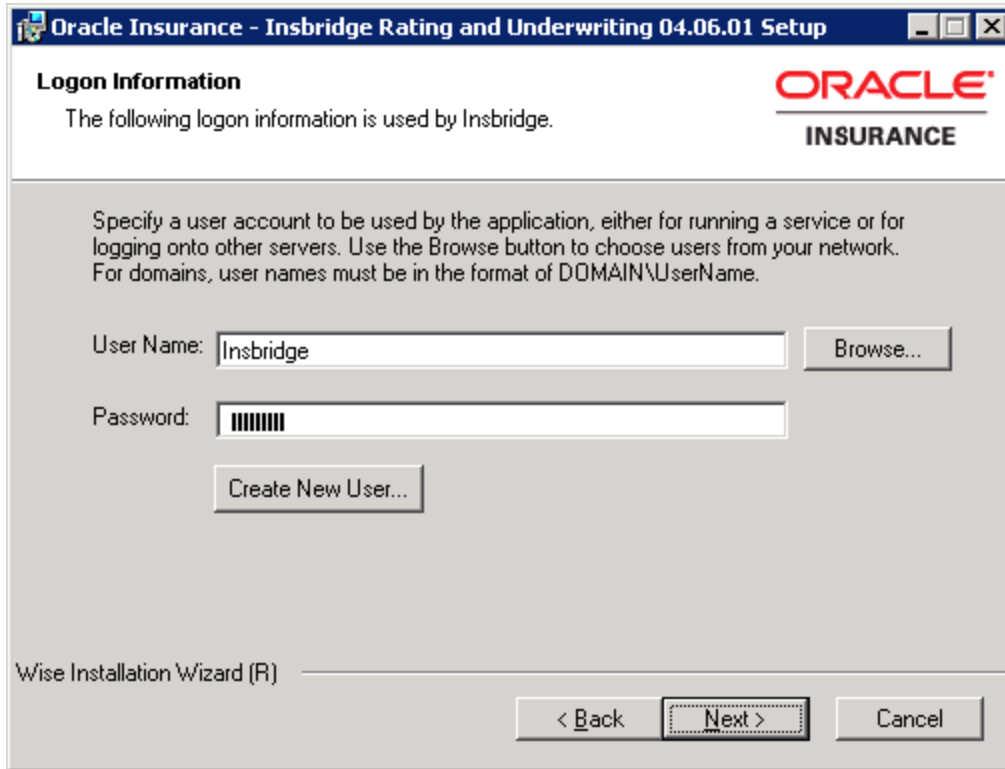 Oracle Insurance - Insbridge Rating and Underwriting 04.06.01 Setup
Logon Information
The following logon information is used by Insbridge.
ORACLE
INSURANCE
Specify a user account to be used by the application, either for running a service or for
logging onto other servers. Use the Browse button to choose users from your network.
For domains, user names must be in the format of DOMAIN\UserName.
User Name: Insbridge Browse...
Password:
Create New User...
Wise Installation Wizard (R)
< Back Next > Cancel